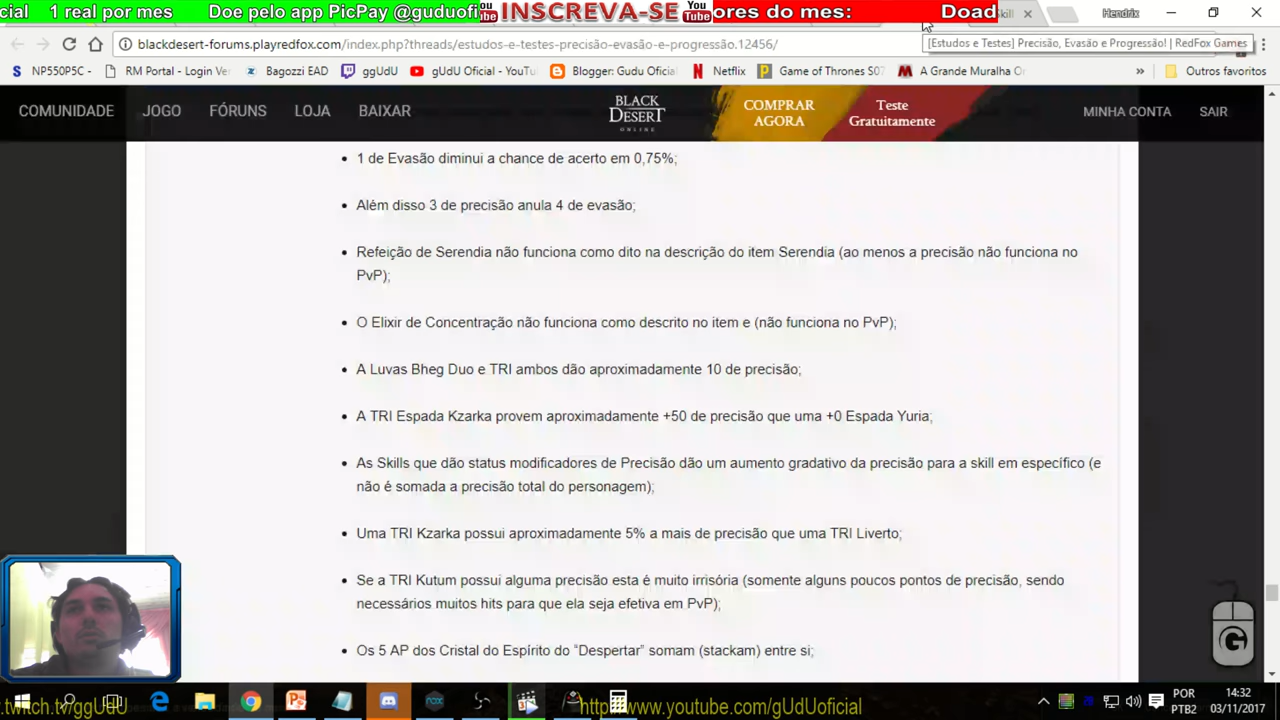 cial 1 real por mes Doe pelo app PicPay @guduofi You Tube INSCREVA-SE You Tube ores do mes: Doad
Skill
Hendrix
blackdesert-forums.playredfox.com/index.php?threads/estudos-e-testes-precisão-evasão-e-progressão.12456/
[Estudos e Testes] Precisão, Evasão e Progressão! | RedFox Games
NP550P5C - RM Portal - Login Ver Bagozzi EAD ggUdU gUdU Oficial - YouTu Blogger: Gudu Oficia Netflix Game of Thrones S07 A Grande Muralha Or » Outros favoritos
COMUNIDADE JOGO FÓRUNS LOJA BAIXAR
BLACK
DESERT
ONLINE
COMPRAR
AGORA
Teste
Gratuitamente
MINHA CONTA SAIR
1 de Evasão diminui a chance de acerto em 0,75%;
Além disso 3 de precisão anula 4 de evasão;
Refeição de Serendia não funciona como dito na descrição do item Serendia (ao menos a precisão não funciona no
PvP);
O Elixir de Concentração não funciona como descrito no item e (não funciona no PvP);
A Luvas Bheg Duo e TRI ambos dão aproximadamente 10 de precisão;
A TRI Espada Kzarka provem aproximadamente +50 de precisão que uma +0 Espada Yuria;
As Skills que dão status modificadores de Precisão dão um aumento gradativo da precisão para a skill em específico (e
não é somada a precisão total do personagem);
Uma TRI Kzarka possui aproximadamente 5% a mais de precisão que uma TRI Liverto;
Se a TRI Kutum possui alguma precisão esta é muito irrisória (somente alguns poucos pontos de precisão, sendo
necessários muitos hits para que ela seja efetiva em PvP);
Os 5 AP dos Cristal do Espírito do “Despertar” somam (stackam) entre si;
G
.twitch.tv/ggUdU http://www.youtube.com/gUdUoficial
POR
PTB2
14:32
03/11/2017